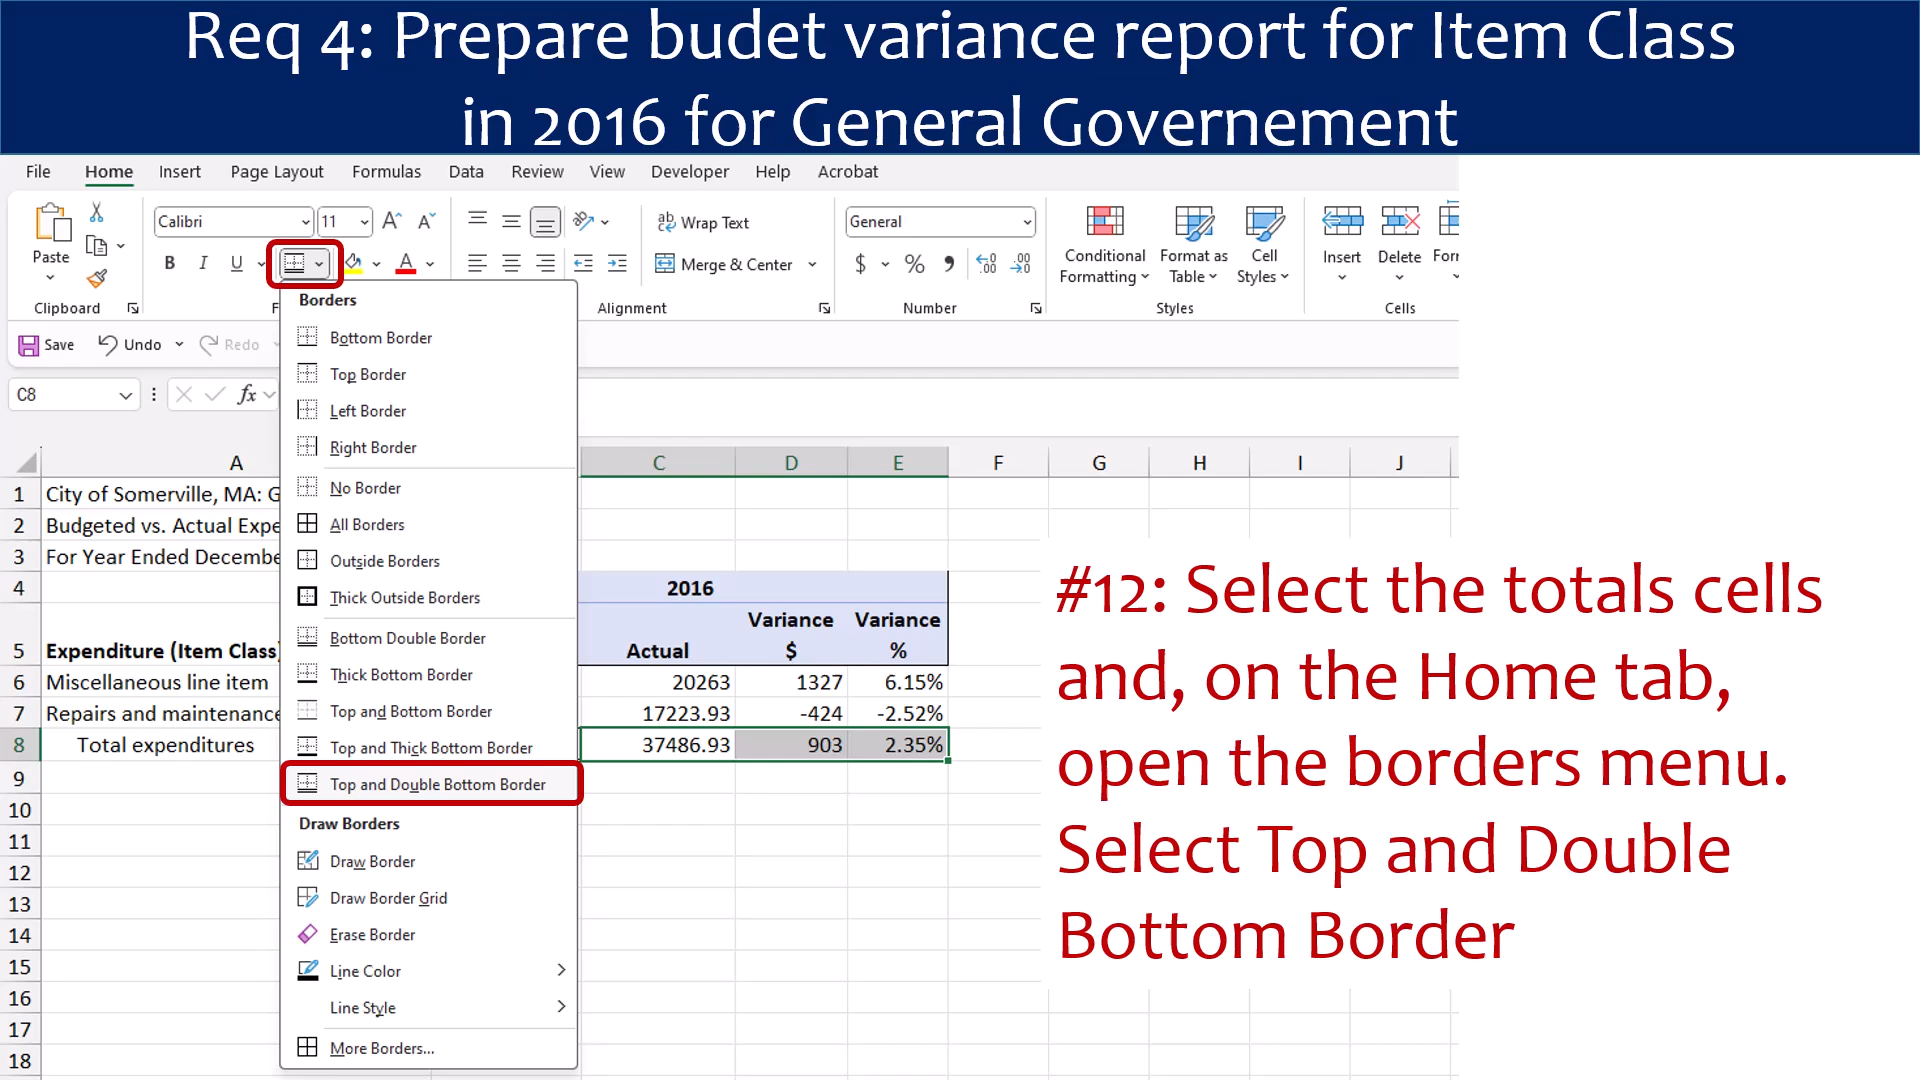 Req 4: Prepare budet variance report for Item Class
in 2016 for General Governement
File Home Insert Page Layout Formulas Data Review View Developer Help Acrobat
Paste
Clipboard
Calibri 11
B I U A
Wrap Text
Merge & Center
Alignment
General
$ % 9
Number
Conditional Formatting
Format as Table
Cell Styles
Styles
Insert
Delete
Forr
Cells
Save Undo Redo
C8 fx
Borders
Bottom Border
Top Border
Left Border
Right Border
No Border
All Borders
Outside Borders
Thick Outside Borders
Bottom Double Border
Thick Bottom Border
Top and Bottom Border
Top and Thick Bottom Border
Top and Double Bottom Border
Draw Borders
Draw Border
Draw Border Grid
Erase Border
Line Color
Line Style
More Borders...
A C D E F G H I J
1 City of Somerville, MA: G
2 Budgeted vs. Actual Expe
3 For Year Ended Decembe
4 2016
Variance Variance
5 Expenditure (Item Class) Actual $ %
6 Miscellaneous line item 20263 1327 6.15%
7 Repairs and maintenance 17223.93 -424 -2.52%
8 Total expenditures 37486.93 903 2.35%
9
10
11
12
13
14
15
16
17
18
#12: Select the totals cells
and, on the Home tab,
open the borders menu.
Select Top and Double
Bottom Border